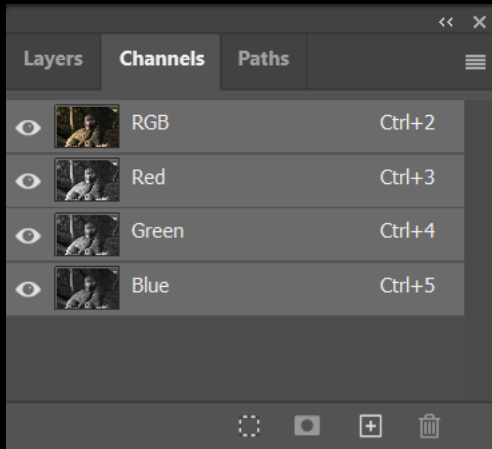 Layers Channels Paths
RGB Ctrl+2
Red Ctrl+3
Green Ctrl+4
Blue Ctrl+5